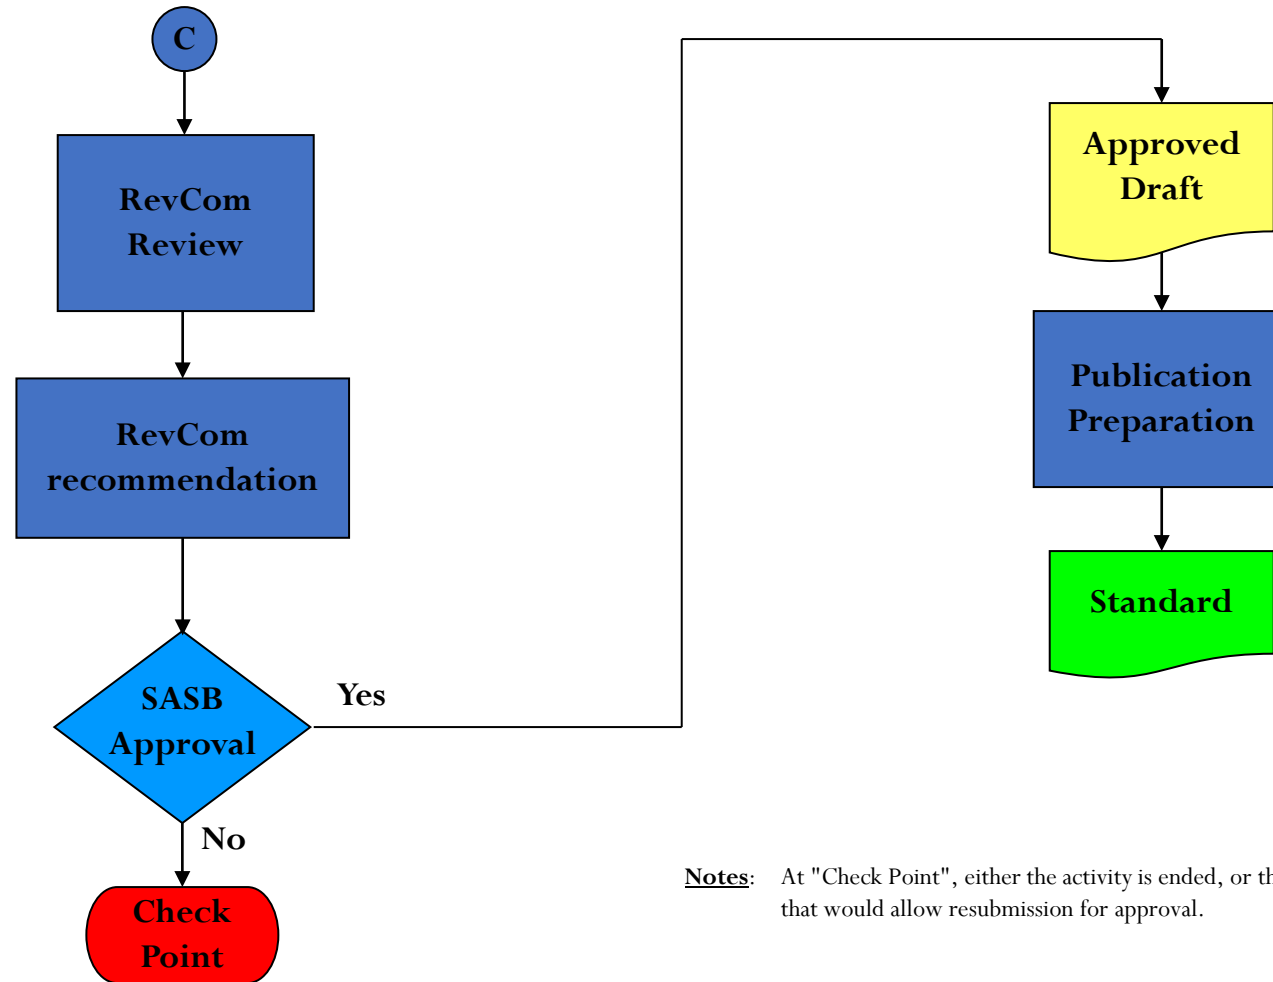 C
RevCom
Review
RevCom
recommendation
SASB
Approval
Yes
No
Check
Point
Approved
Draft
Publication
Preparation
Standard
Notes: At "Check Point", either the activity is ended, or
that would allow resubmission for approval.